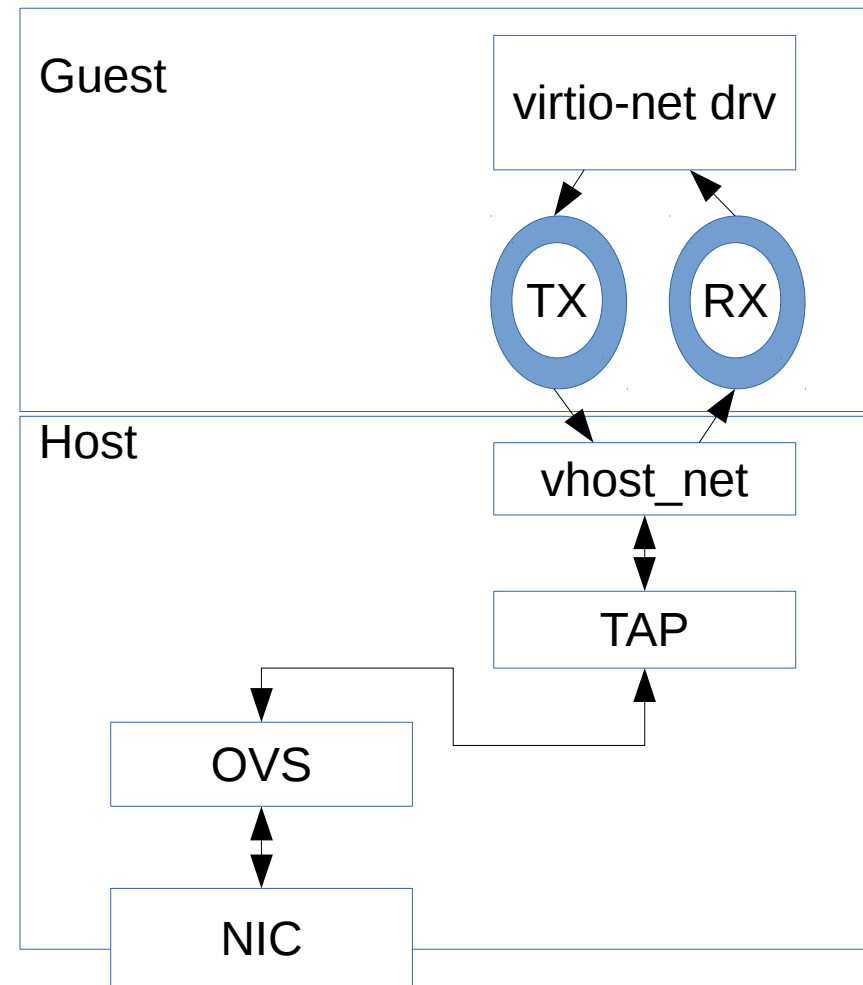 Guest
virtio-net drv
TX
RX
Host
vhost_net
TAP
OVS
NIC